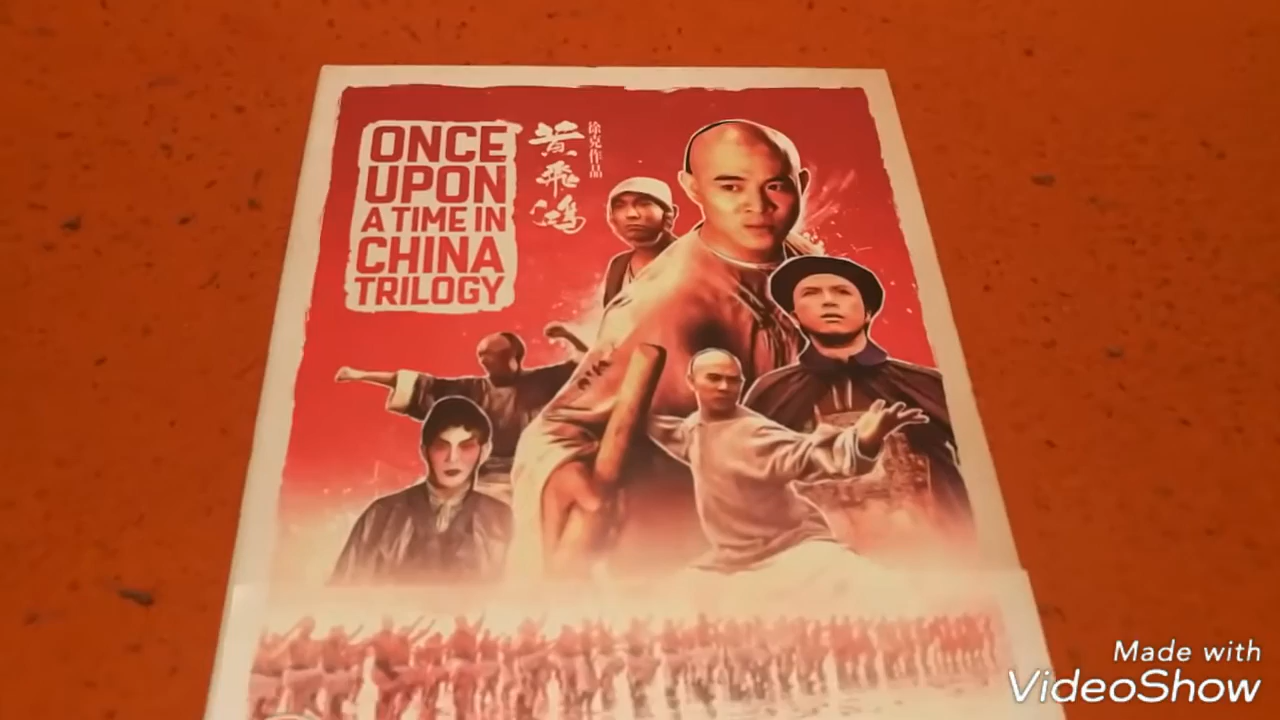 ONCE
UPON
A TIME IN
CHINA
TRILOGY
黃飛鴻
徐克作品
Made with
VideoShow